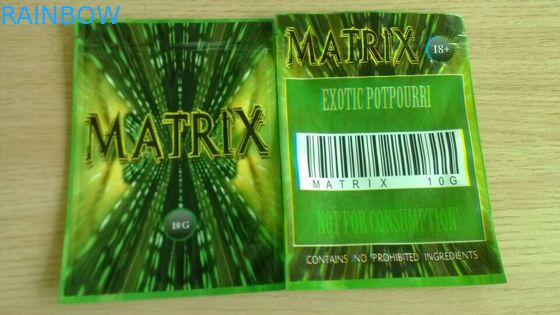 RAINBOW
MATRIX
10G
MATRIX
18+
EXOTIC POTPOURRI
MATRIX 10G
NOT FOR CONSUMPTION!
CONTAINS NO PROHIBITED INGREDIENTS